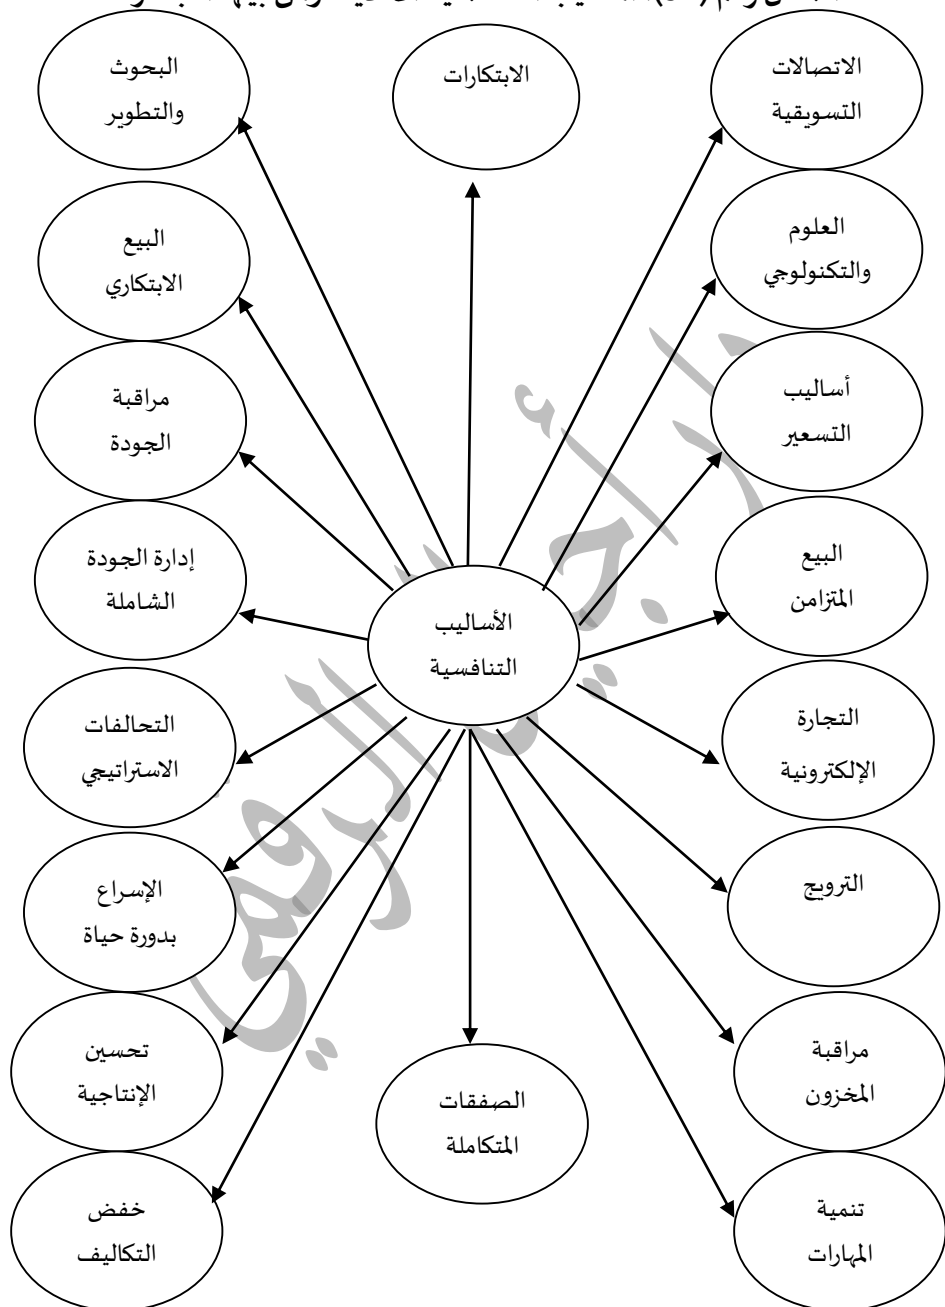 الاتصالات
التسويقية
الابتكارات
البحوث
والتطوير
العلوم
والتكنولوجي
البيع
الابتكاري
أساليب
التسعير
مراقبة
الجودة
البيع
المتزامن
إدارة الجودة
الشاملة
الأساليب
التنافسية
التجارة
الإلكترونية
التحالفات
الاستراتيجي
الترويج
الإسراع
بدورة حياة
مراقبة
المخزون
تحسين
الإنتاجية
الصفقات
المتكاملة
تنمية
المهارات
خفض
التكاليف